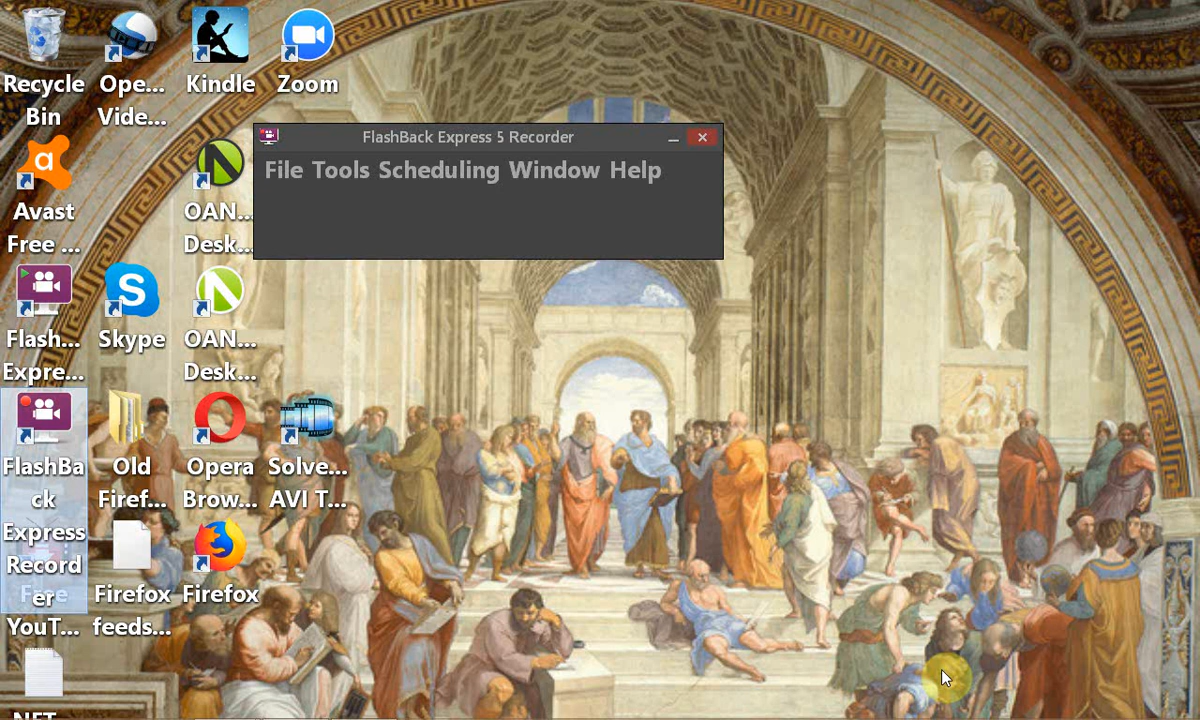 Recycle
Bin
Ope...
Vide...
Kindle
Zoom
FlashBack Express 5 Recorder
File Tools Scheduling Window Help
a
Avast
Free ...
OAN...
Desk...
Flash...
Expre...
S
Skype
OAN...
Desk...
FlashBa
ck
Express
Record
er
Free
YouT...
Old
Firef...
Opera
Brow...
Solve...
AVI T...
Firefox
feeds...
Firefox
NET